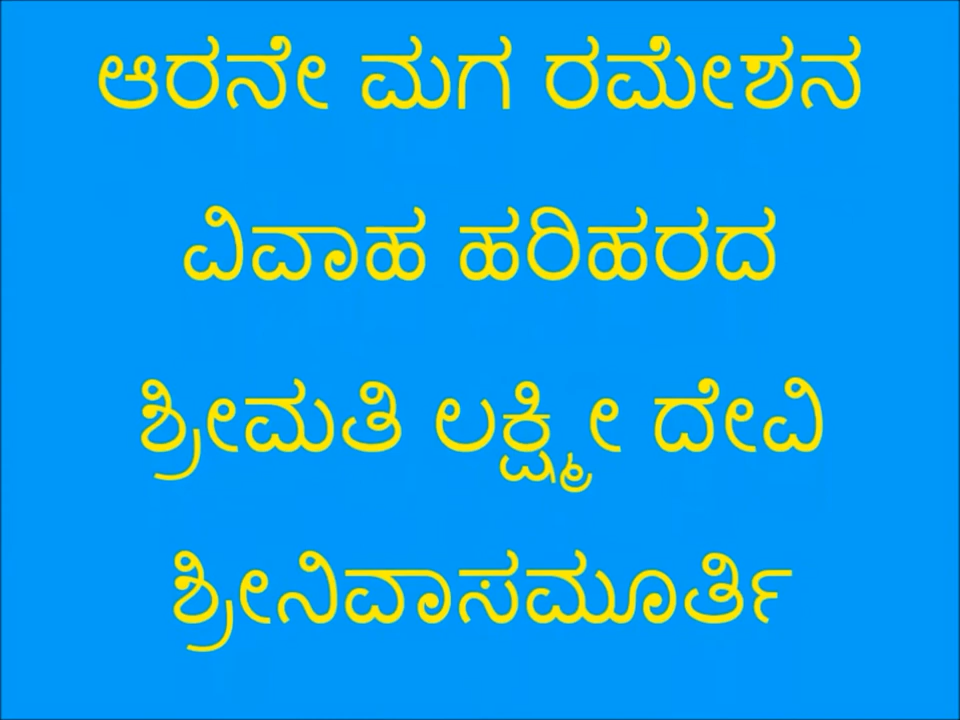 ಆರನೇ ಮಗ ರಮೇಶನ
ವಿವಾಹ ಹರಿಹರದ
ಶ್ರೀಮತಿ ಲಕ್ಷ್ಮೀ ದೇವಿ
ಶ್ರೀನಿವಾಸಮೂರ್ತಿ